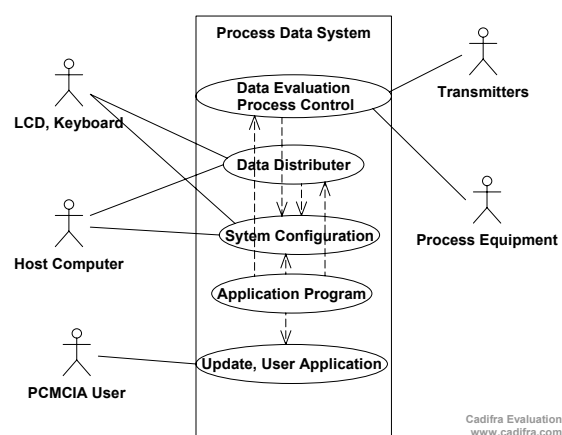 Process Data System
Data Evaluation
Process Control
Transmitters
LCD, Keyboard
Data Distributer
Sytem Configuration
Process Equipment
Host Computer
Application Program
Update, User Application
PCMCIA User
Cadifra Evaluation
www.cadifra.com